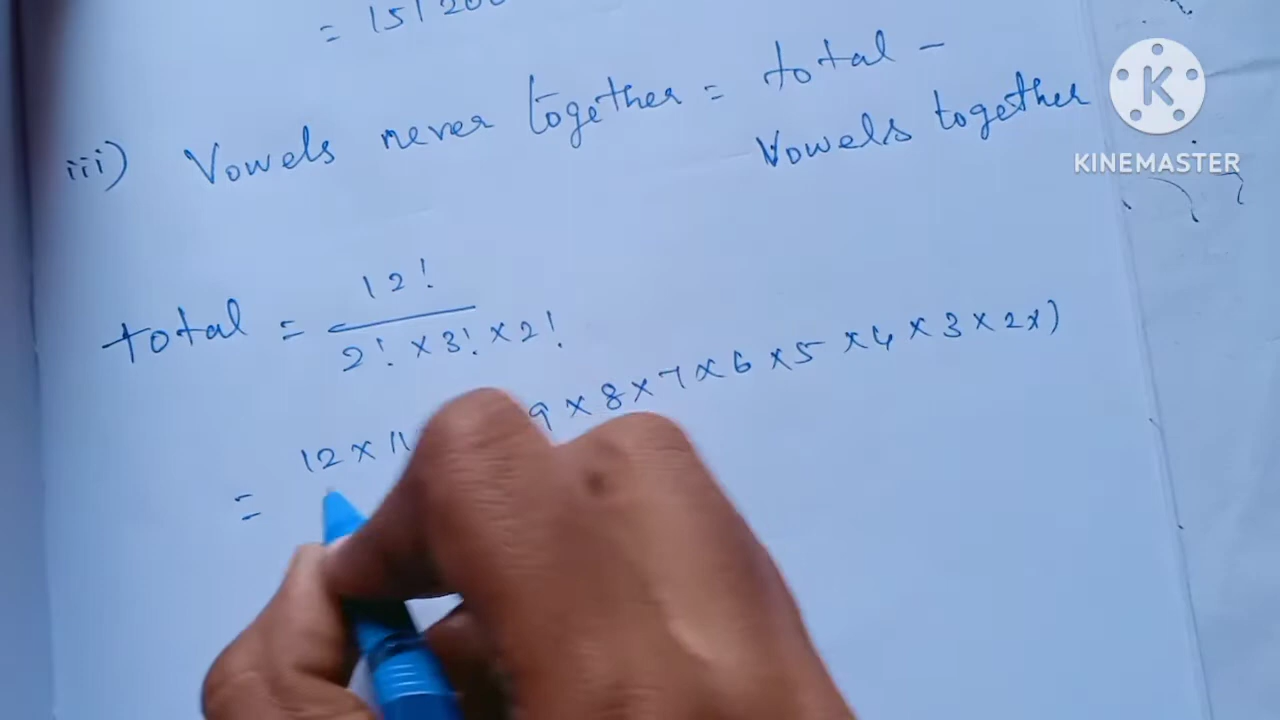 = 151200
KINEMASTER
iii) Vowels never together = total -
Vowels together
total = 12!
2! × 3! × 2!
= 12 × 11 9 × 8 × 7 × 6 × 5 × 4 × 3 × 2 × 1